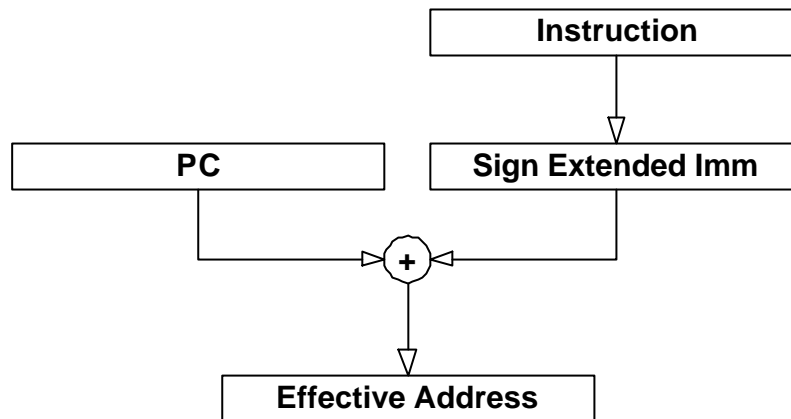 Instruction
PC
Sign Extended Imm
+
Effective Address